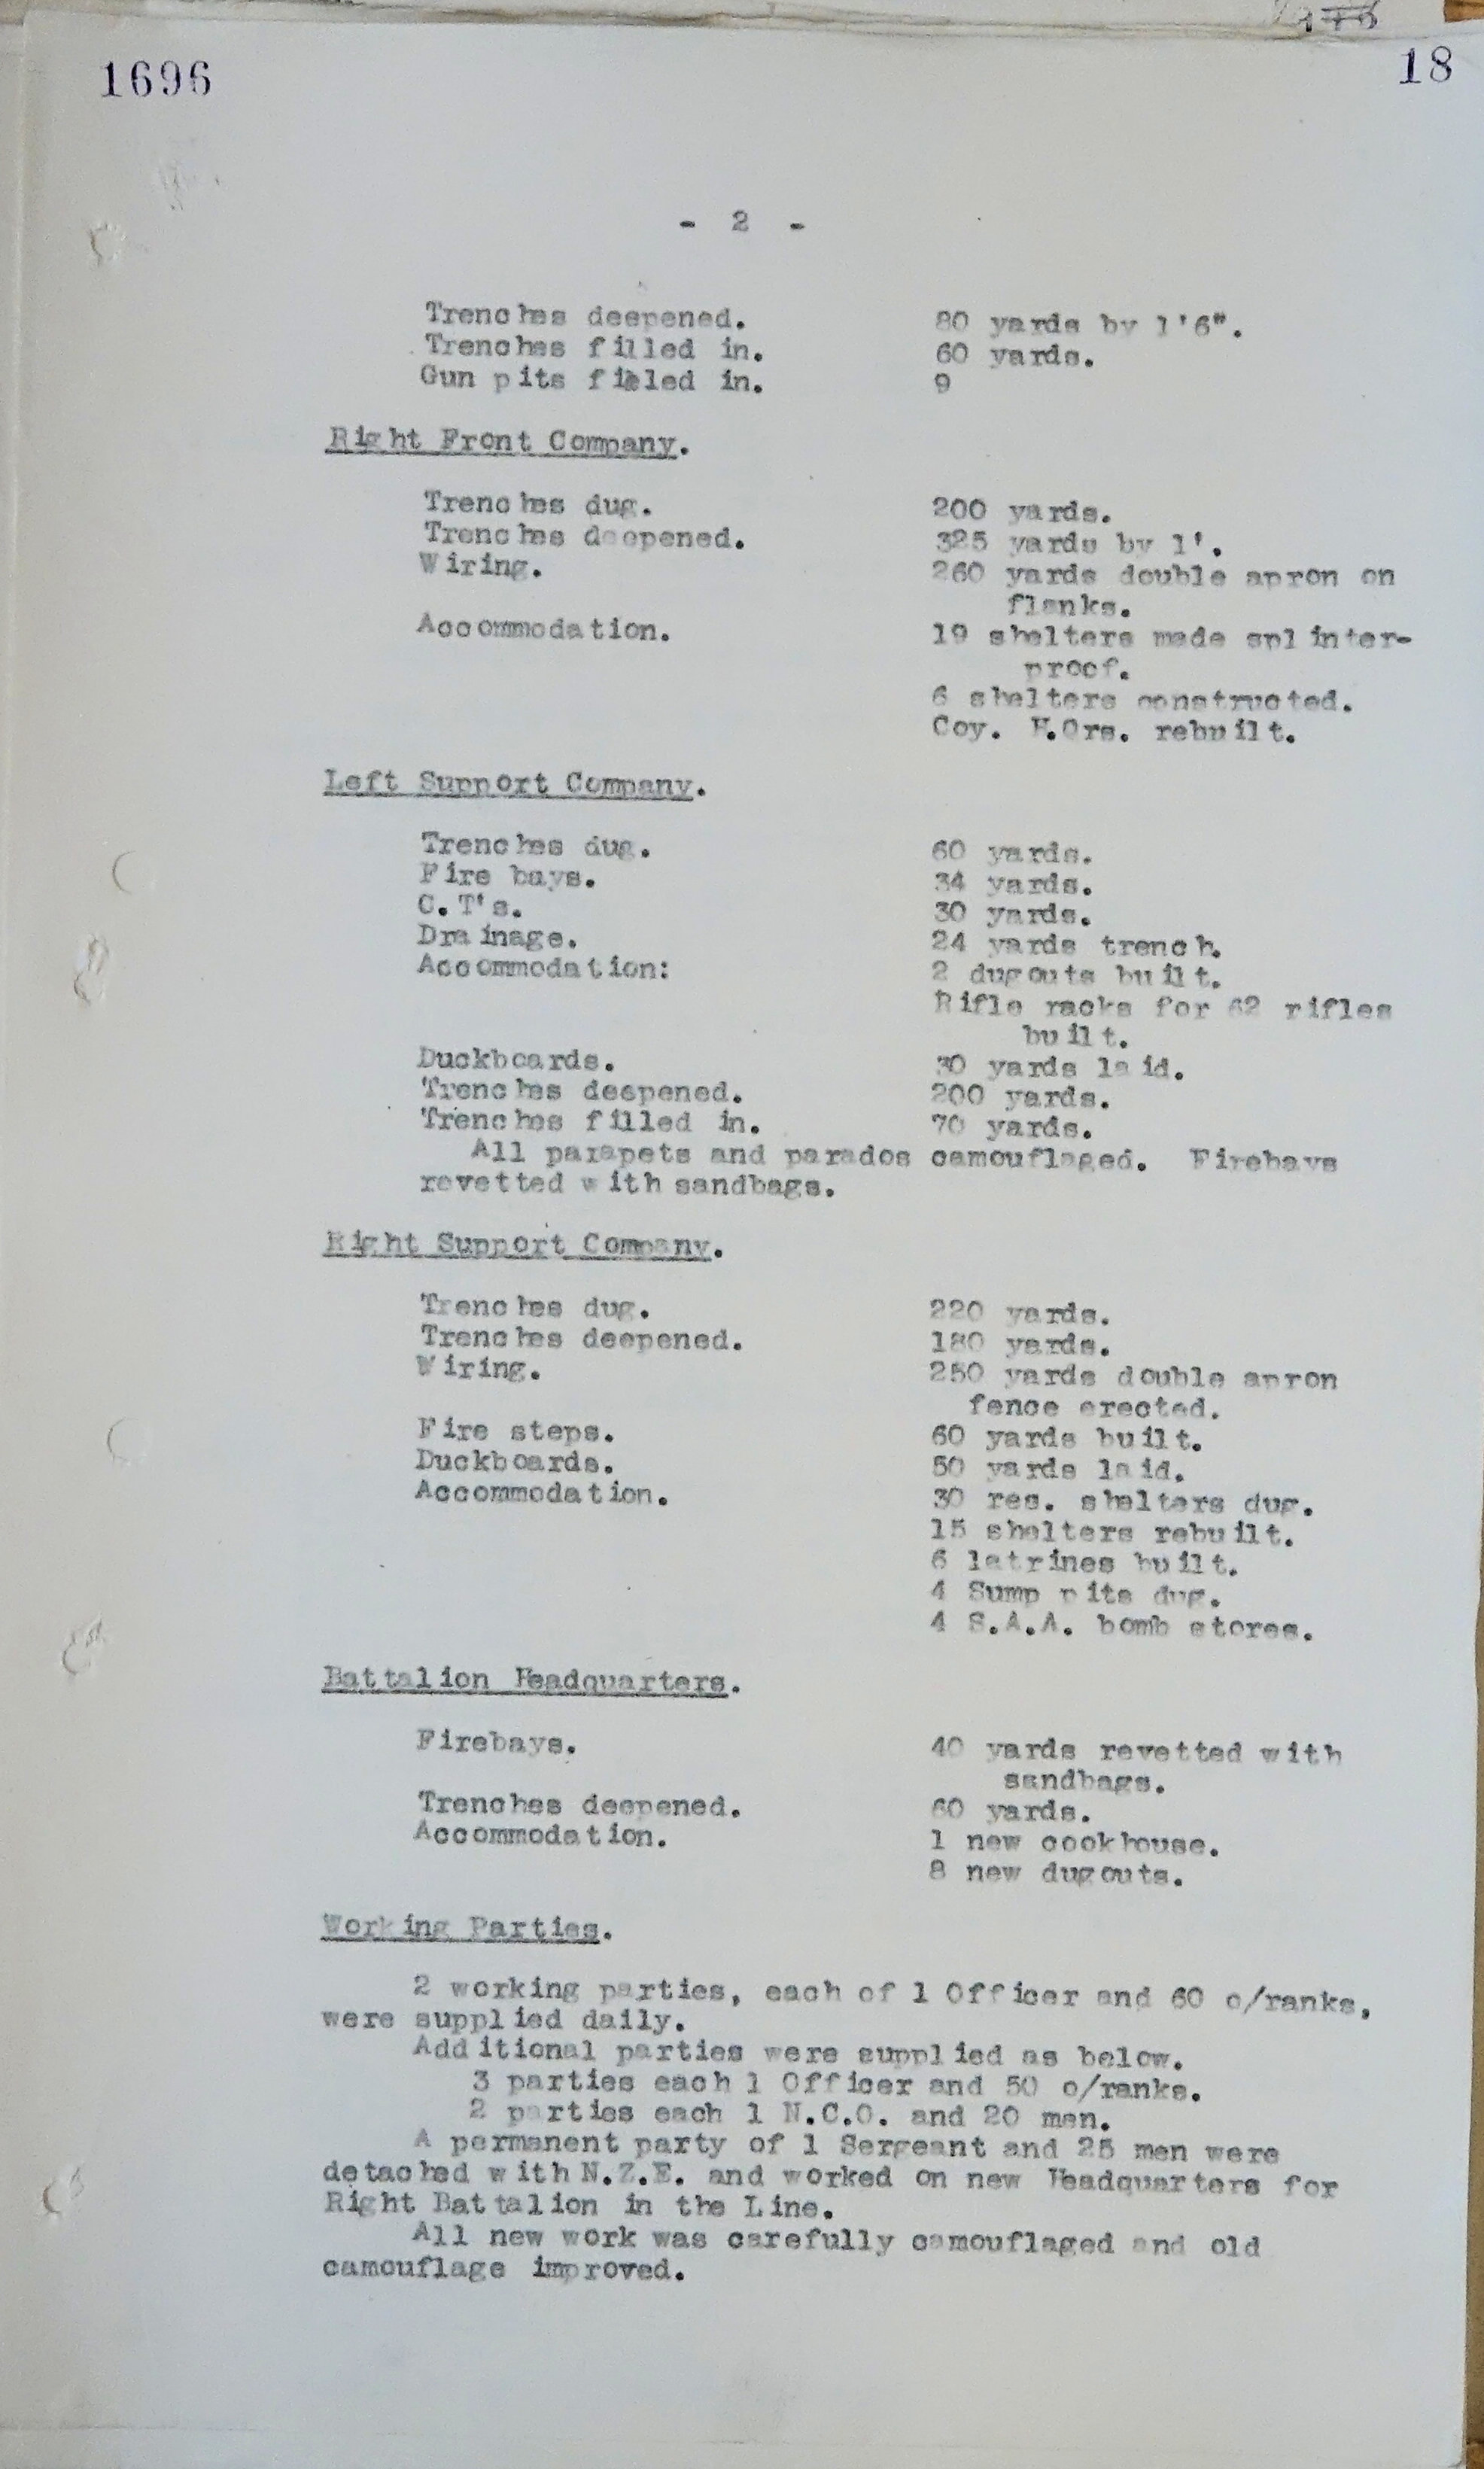 1696
18
- 2 -
Trenches deepened. 80 yards by 1'6".
Trenches filled in. 60 yards.
Gun pits filled in. 9
Right Front Company.
Trenches dug. 200 yards.
Trenches deepened. 325 yards by 1'.
Wiring. 260 yards double apron on
flanks.
Accommodation. 19 shelters made splinter-
proof.
6 shelters constructed.
Coy. H.Qrs. rebuilt.
Left Support Company.
Trenches dug. 60 yards.
Fire bays. 34 yards.
C.T's. 30 yards.
Drainage. 24 yards trench.
Accommodation: 2 dugouts built.
Rifle racks for 62 rifles
built.
Duckboards. 30 yards laid.
Trenches deepened. 200 yards.
Trenches filled in. 70 yards.
All parapets and parados camouflaged. Firebays
revetted with sandbags.
Right Support Company.
Trenches dug. 220 yards.
Trenches deepened. 180 yards.
Wiring. 250 yards double apron
fence erected.
Fire steps. 60 yards built.
Duckboards. 50 yards laid.
Accommodation. 30 res. shelters dug.
15 shelters rebuilt.
6 latrines built.
4 Sump pits dug.
4 S.A.A. bomb stores.
Battalion Headquarters.
Firebays. 40 yards revetted with
sandbags.
Trenches deepened. 60 yards.
Accommodation. 1 new cookhouse.
8 new dugouts.
Working Parties.
2 working parties, each of 1 Officer and 60 o/ranks,
were supplied daily.
Additional parties were supplied as below.
3 parties each 1 Officer and 50 o/ranks.
2 parties each 1 N.C.O. and 20 men.
A permanent party of 1 Sergeant and 25 men were
detached with N.Z.E. and worked on new Headquarters for
Right Battalion in the Line.
All new work was carefully camouflaged and old
camouflage improved.